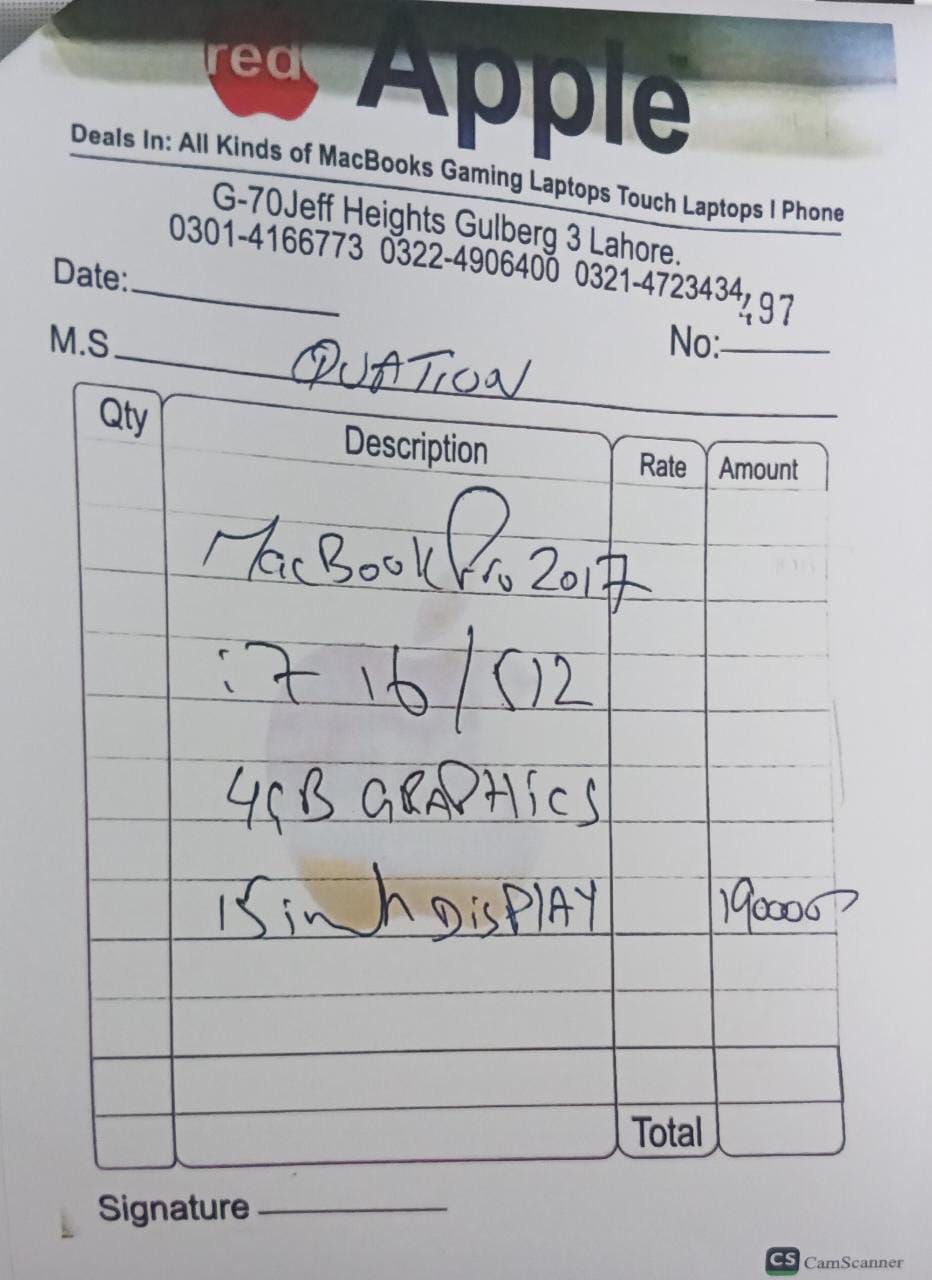 red Apple
Deals In: All Kinds of MacBooks Gaming Laptops Touch Laptops I Phone
G-70Jeff Heights Gulberg 3 Lahore.
0301-4166773 0322-4906400 0321-4723434,
97
Date:
No:
M.S QUATION
Qty Description Rate Amount
MacBook Pro 2017
i7 16/512
4GB GRAPHICS
15 inch DISPLAY 190000
Total
Signature
CS CamScanner